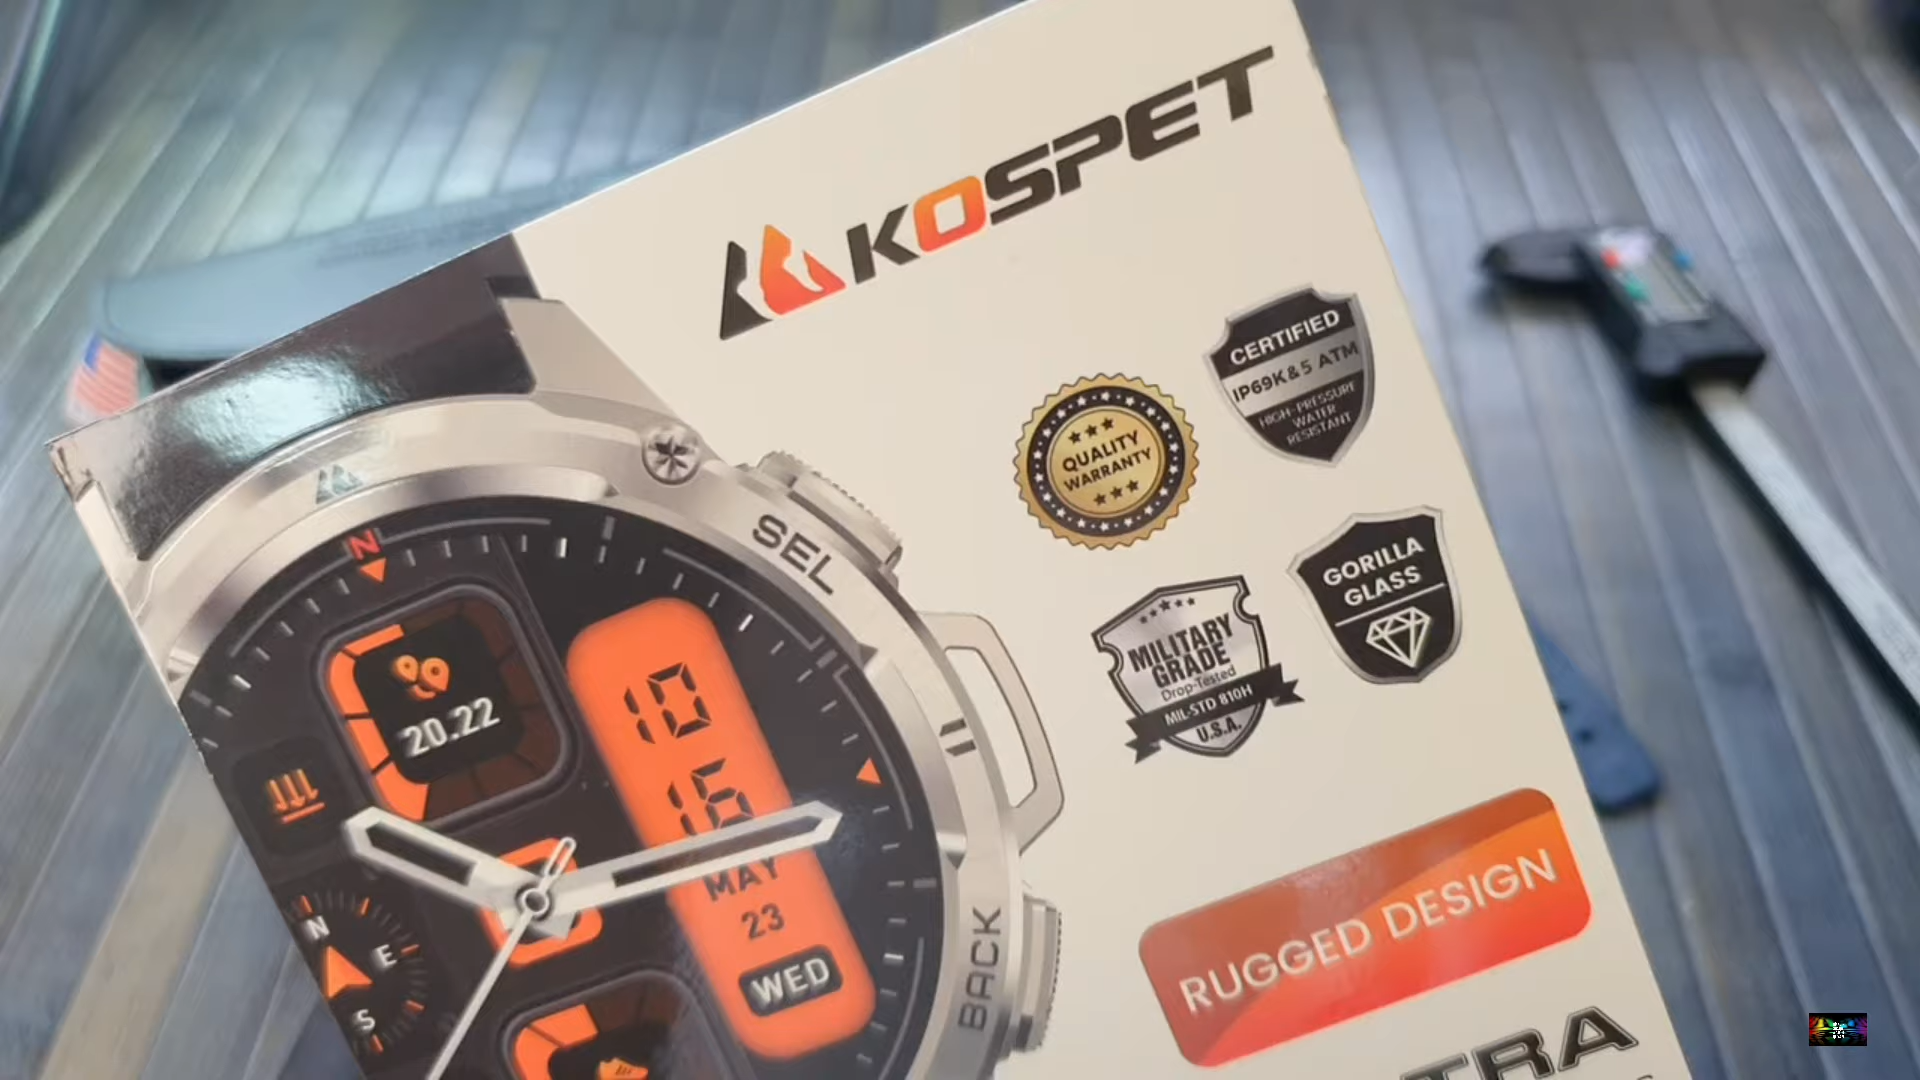 KOSPET
CERTIFIED
IP69K & 5 ATM
HIGH-PRESSURE
WATER
RESISTANT
QUALITY
WARRANTY
GORILLA
GLASS
MILITARY
GRADE
Drop-Tested
MIL-STD 810H
U.S.A.
RUGGED DESIGN
SEL
BACK
N
20.22
10
16
MAY
23
WED
N
E
S